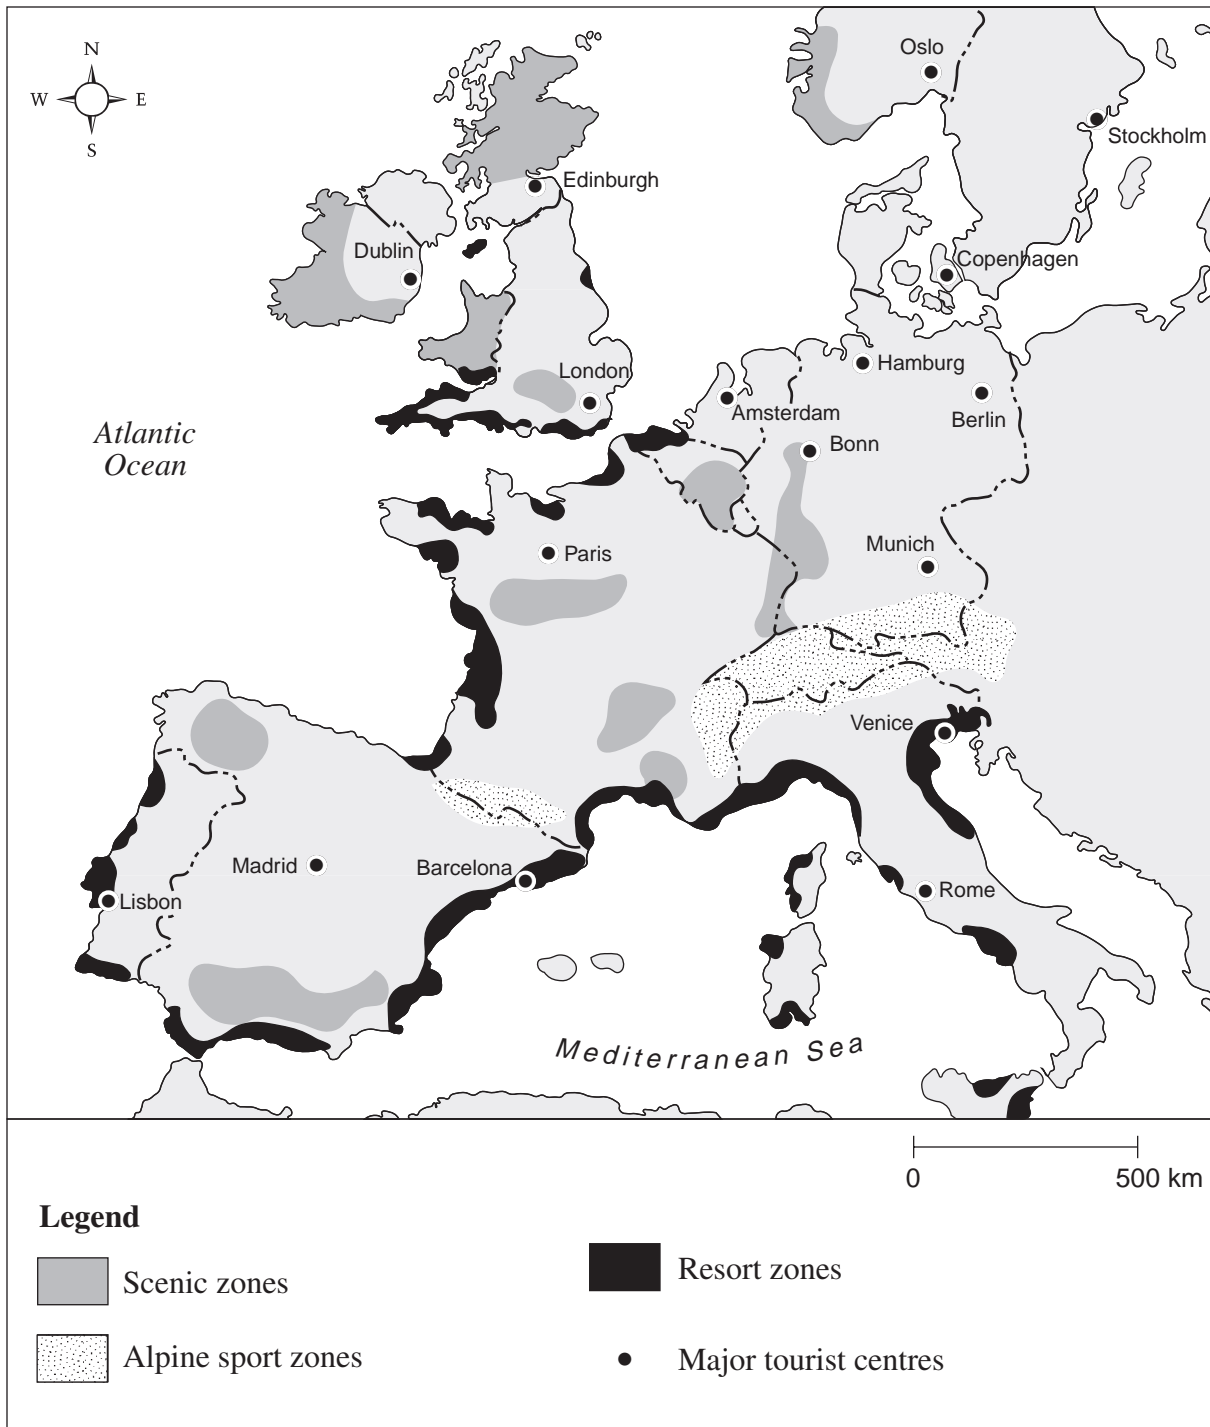 N
W E
S
Oslo
Stockholm
Edinburgh
Dublin
Copenhagen
London
Hamburg
Amsterdam
Berlin
Bonn
Atlantic
Ocean
Paris
Munich
Venice
Madrid
Barcelona
Lisbon
Rome
Mediterranean Sea
0 500 km
Legend
Scenic zones
Resort zones
Alpine sport zones
Major tourist centres